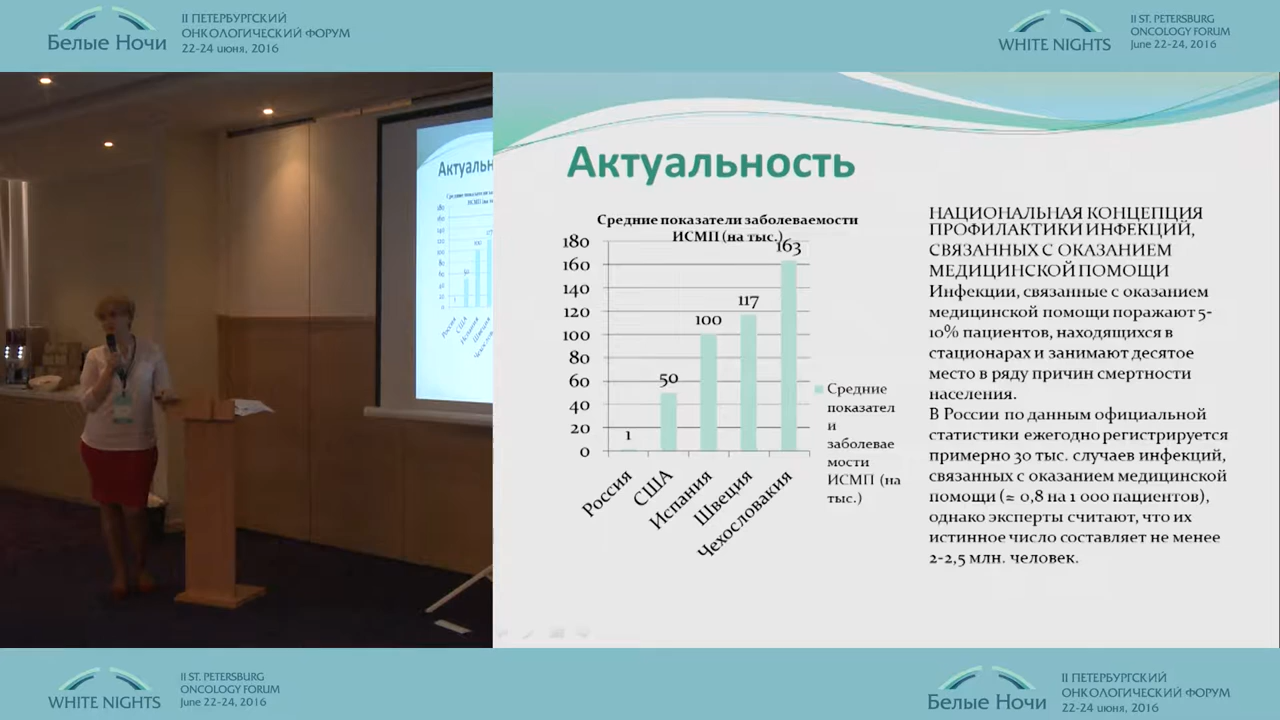 Белые Ночи
II ПЕТЕРБУРГСКИЙ
ОНКОЛОГИЧЕСКИЙ ФОРУМ
22-24 июня, 2016
WHITE NIGHTS
II ST. PETERSBURG
ONCOLOGY FORUM
June 22-24, 2016
Актуальн
Актуальность
Средние показатели заболеваемости
ИСМП (на тыс.)
180
160
140
120
100
80
60
40
20
0
1
50
100
117
163
Россия
США
Испания
Швеция
Чехословакия
Средние
показател
и
заболевае
мости
ИСМП (на
тыс.)
НАЦИОНАЛЬНАЯ КОНЦЕПЦИЯ
ПРОФИЛАКТИКИ ИНФЕКЦИЙ,
СВЯЗАННЫХ С ОКАЗАНИЕМ
МЕДИЦИНСКОЙ ПОМОЩИ
Инфекции, связанные с оказанием
медицинской помощи поражают 5-
10% пациентов, находящихся в
стационарах и занимают десятое
место в ряду причин смертности
населения.
В России по данным официальной
статистики ежегодно регистрируется
примерно 30 тыс. случаев инфекций,
связанных с оказанием медицинской
помощи (≈ 0,8 на 1 000 пациентов),
однако эксперты считают, что их
истинное число составляет не менее
2-2,5 млн. человек.
WHITE NIGHTS
II ST. PETERSBURG
ONCOLOGY FORUM
June 22-24, 2016
Белые Ночи
II ПЕТЕРБУРГСКИЙ
ОНКОЛОГИЧЕСКИЙ ФОРУМ
22-24 июня, 2016